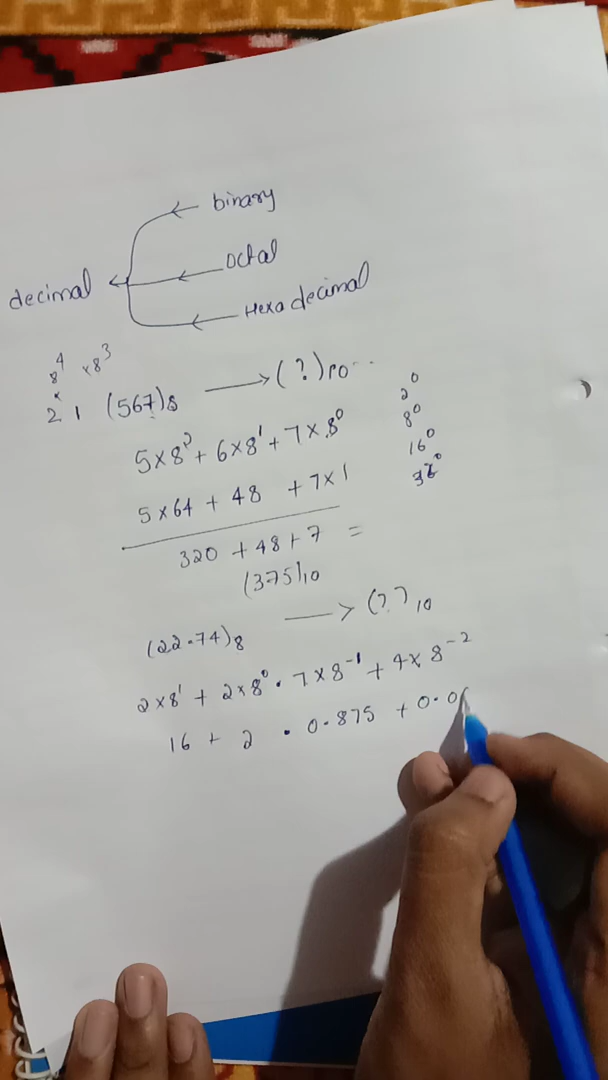 binary
decimal
octal
Hexa decimal
8⁴ ×8³
2 1 (567)₈ → (?)₁₀
5×8² + 6×8¹ + 7×8⁰
2⁰
8⁰
16⁰
5×64 + 48 + 7×1
320 + 48 + 7 =
(375)₁₀
(22.74)₈ → (?)₁₀
2×8¹ + 2×8⁰ . 7×8⁻¹ + 4×8⁻²
16 + 2 . 0.875 + 0.0